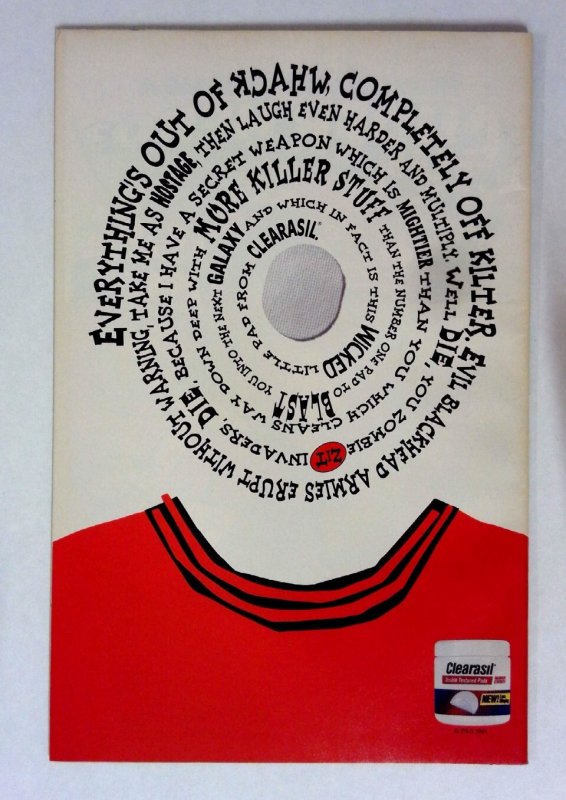 EVERYTHING'S OUT OF WHACK, COMPLETELY OFF KILTER. EVIL BLACKHEAD ARMIES ERUPT WITHOUT WARNING, TAKE ME AS HOSTAGE, THEN LAUGH EVEN HARDER AND MULTIPLY. WELL DIE, YOU ZOMBIE ZIT INVADERS, DIE, BECAUSE I HAVE A SECRET WEAPON WHICH IS MIGHTIER THAN YOU WHICH CLEANS WAY DOWN DEEP WITH MORE KILLER STUFF THAN THE NUMBER ONE PAD TO BLAST YOU INTO THE NEXT GALAXY AND WHICH IN FACT IS THIS WICKED LITTLE PAD FROM CLEARASIL.
Clearasil
Double Textured Pads
NEW!